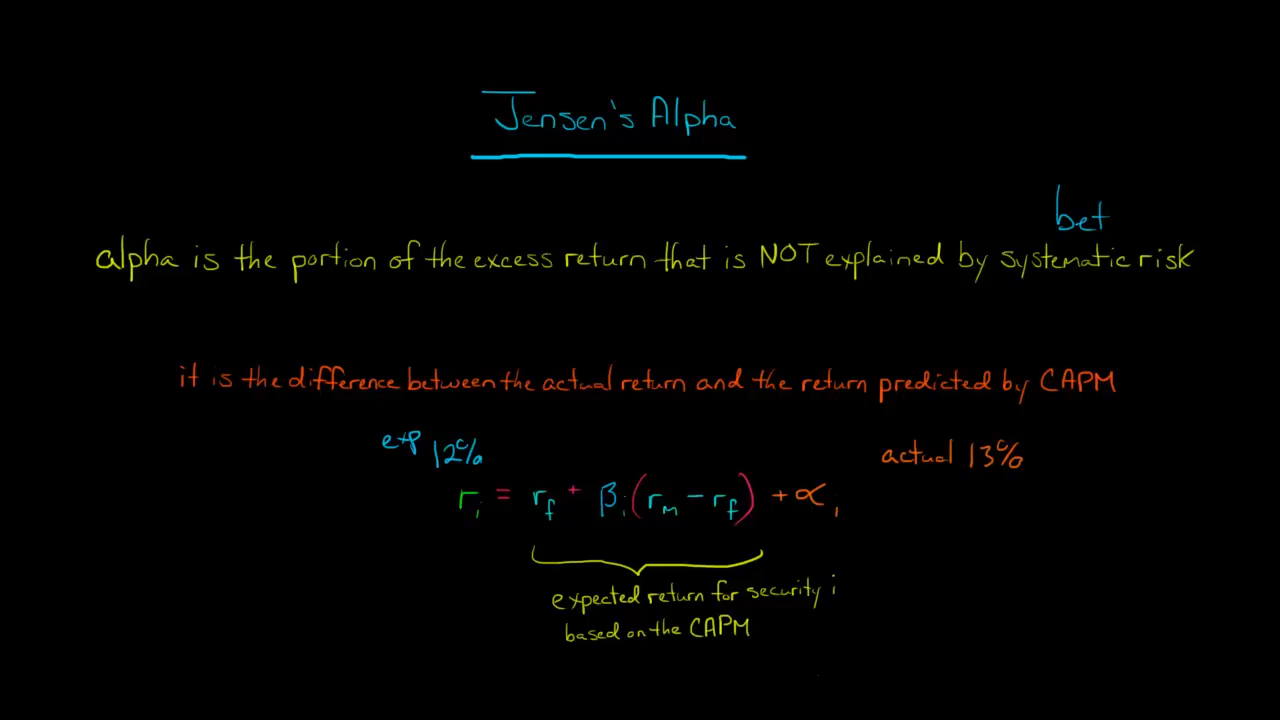 Jensen's Alpha
bet
alpha is the portion of the excess return that is NOT explained by systematic risk
it is the difference between the actual return and the return predicted by CAPM
exp 12% actual 13%
rᵢ = r_f + βᵢ(r_m − r_f) + αᵢ
expected return for security i
based on the CAPM